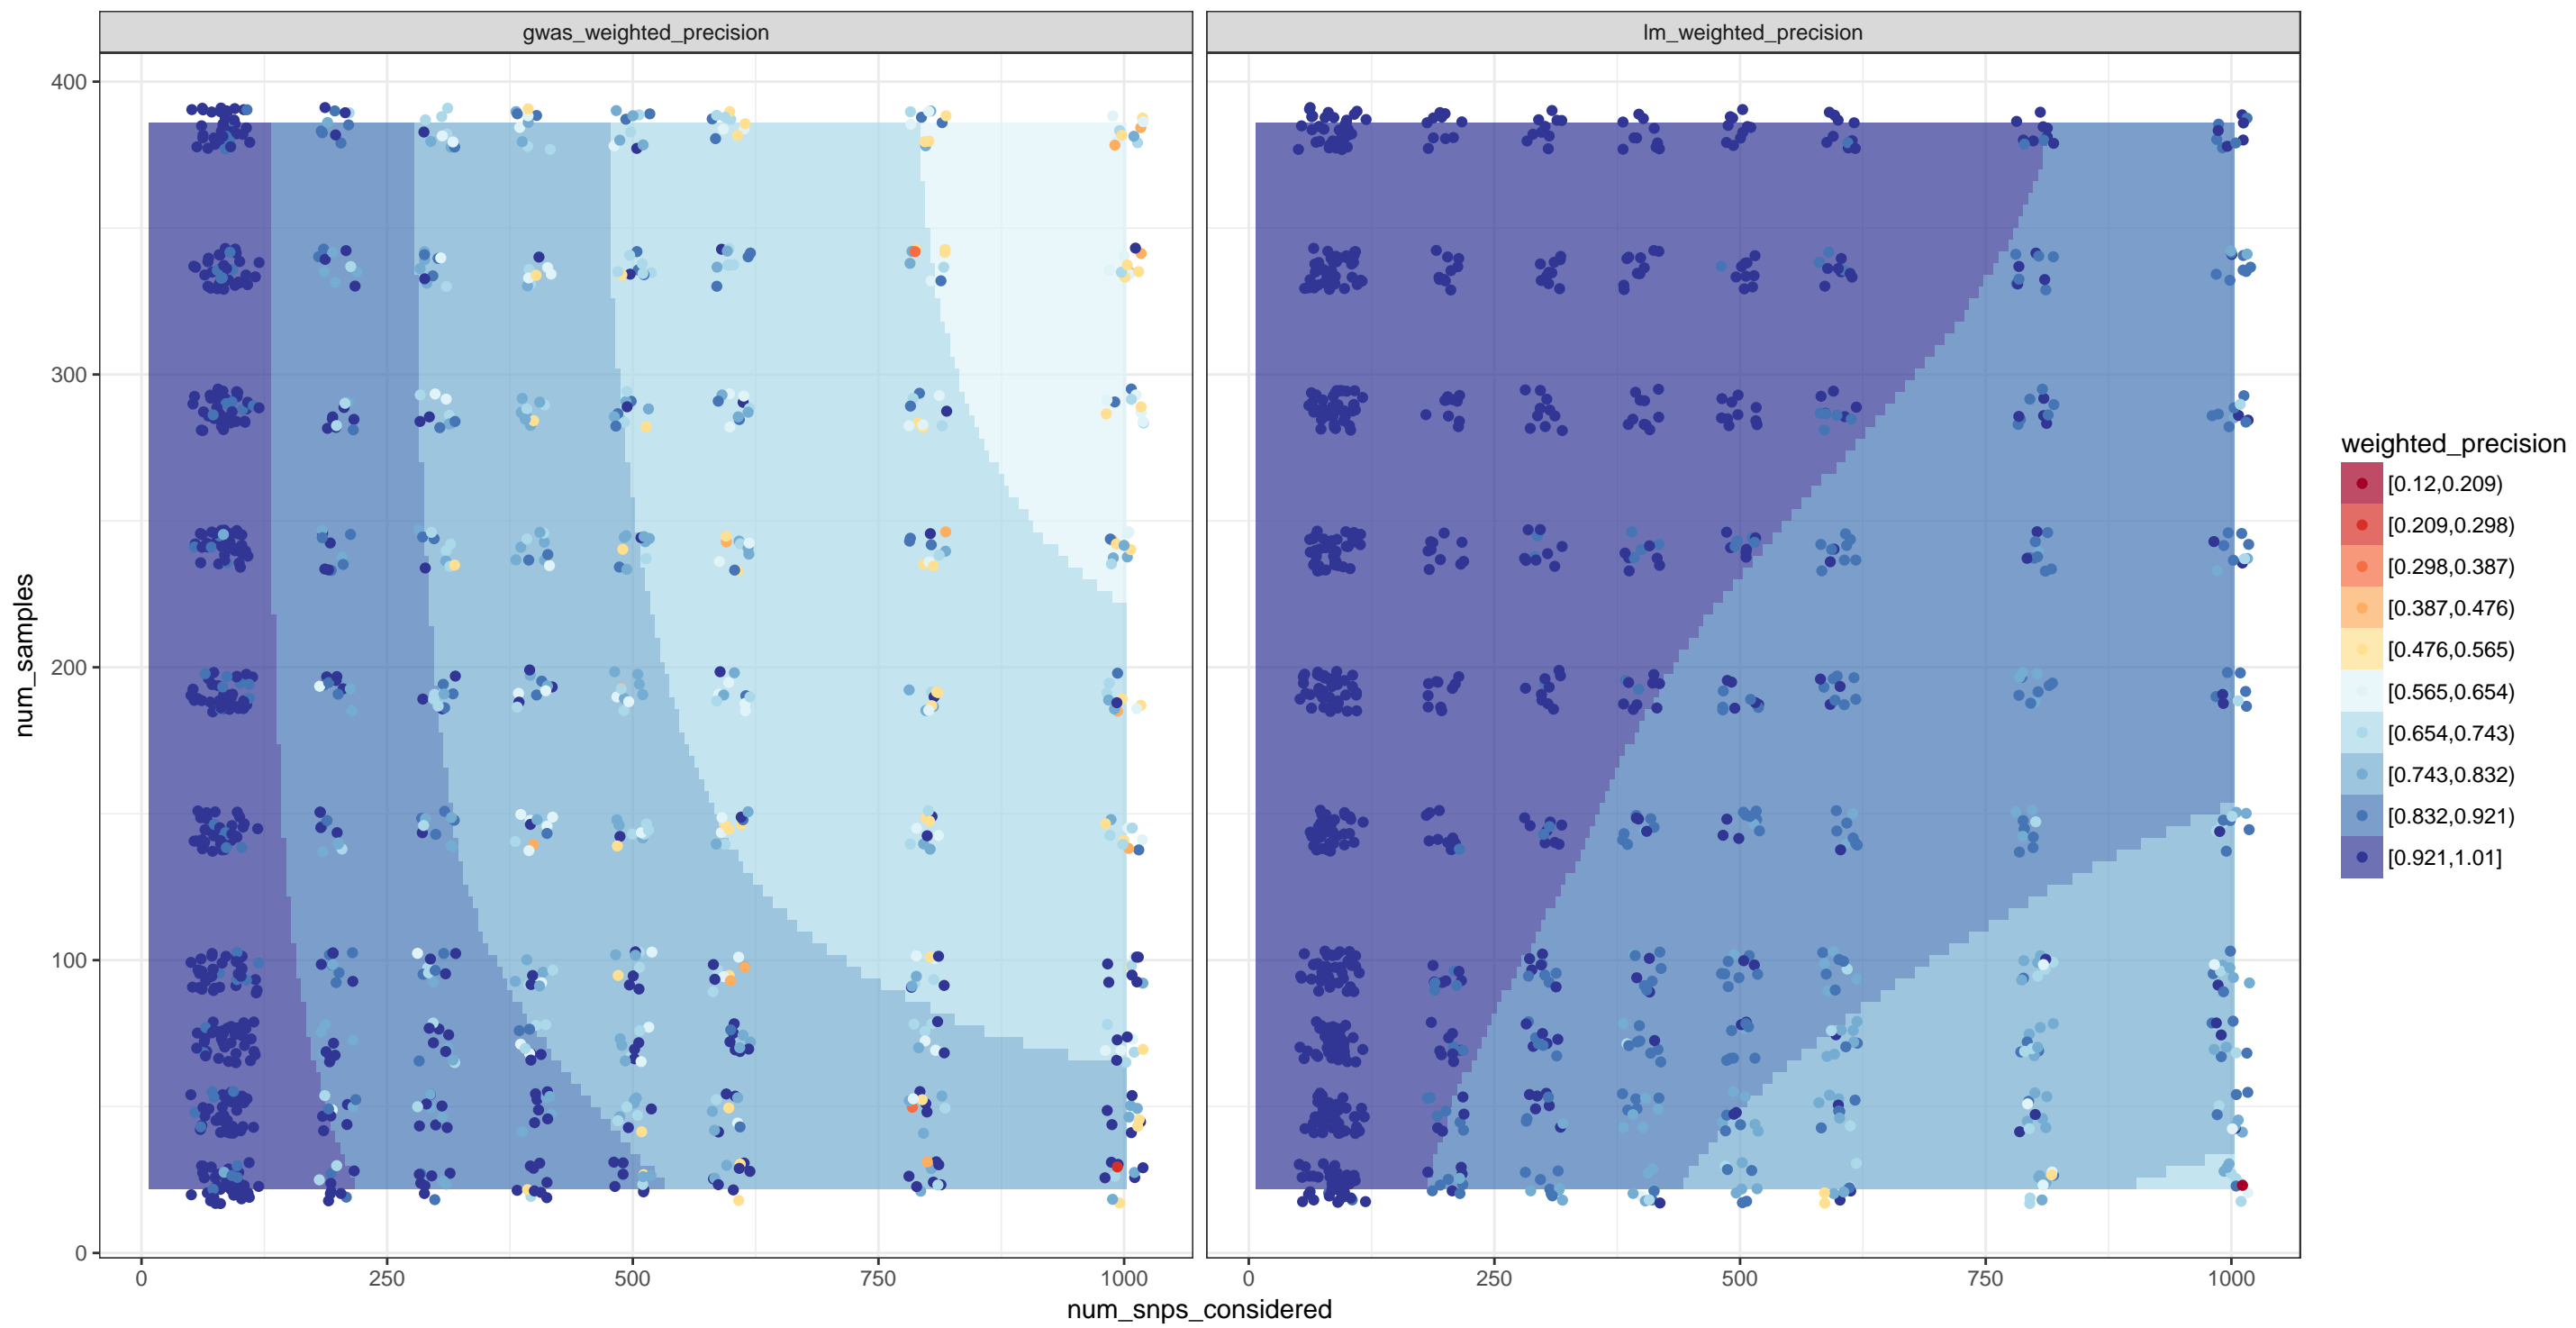 gwas_weighted_precision
lm_weighted_precision
400
300
200
100
0
num_samples
0 250 500 750 1000
0 250 500 750 1000
num_snps_considered
weighted_precision
[0.12,0.209)
[0.209,0.298)
[0.298,0.387)
[0.387,0.476)
[0.476,0.565)
[0.565,0.654)
[0.654,0.743)
[0.743,0.832)
[0.832,0.921)
[0.921,1.01]